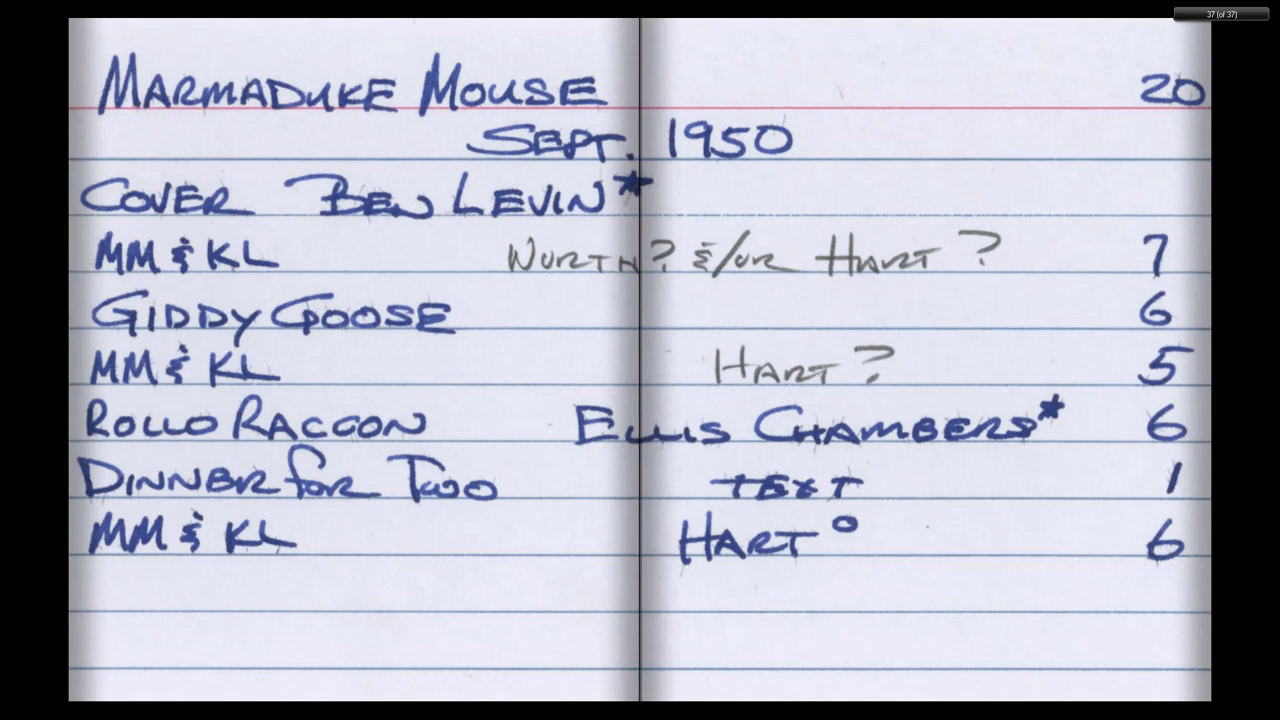 37 (of 37)
MARMADUKE MOUSE 20
SEPT. 1950
COVER BEN LEVIN*
MM & KL WURTH? &/OR HART? 7
GIDDY GOOSE 6
MM & KL HART? 5
ROLLO RACOON ELLIS CHAMBERS* 6
DINNER for TWO TEXT 1
MM & KL HART° 6